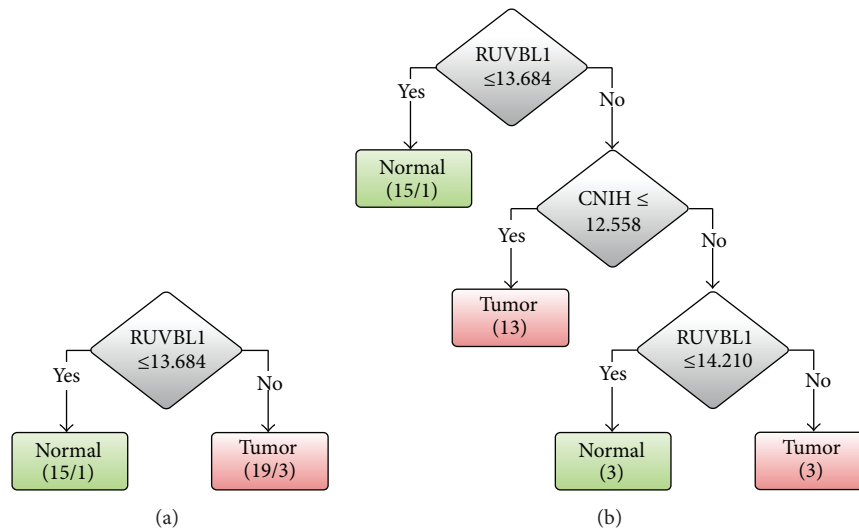 RUVBL1
≤13.684
Yes
No
Normal
(15/1)
Tumor
(19/3)
(a)
RUVBL1
≤13.684
Yes
No
Normal
(15/1)
CNIH ≤
12.558
Yes
No
Tumor
(13)
RUVBL1
≤14.210
Yes
No
Normal
(3)
Tumor
(3)
(b)